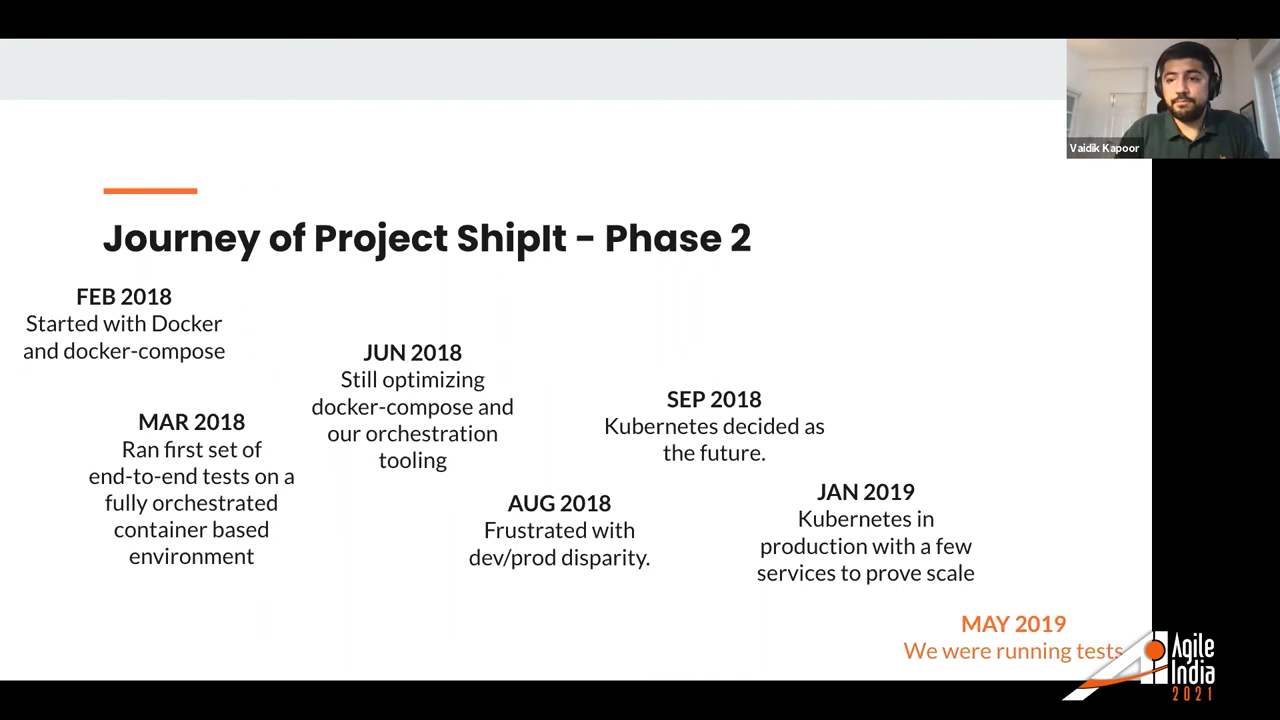 Vaidik Kapoor
Journey of Project ShipIt - Phase 2
FEB 2018
Started with Docker
and docker-compose
MAR 2018
Ran first set of
end-to-end tests on a
fully orchestrated
container based
environment
JUN 2018
Still optimizing
docker-compose and
our orchestration
tooling
AUG 2018
Frustrated with
dev/prod disparity.
SEP 2018
Kubernetes decided as
the future.
JAN 2019
Kubernetes in
production with a few
services to prove scale
MAY 2019
We were running tests
Agile
India
2021